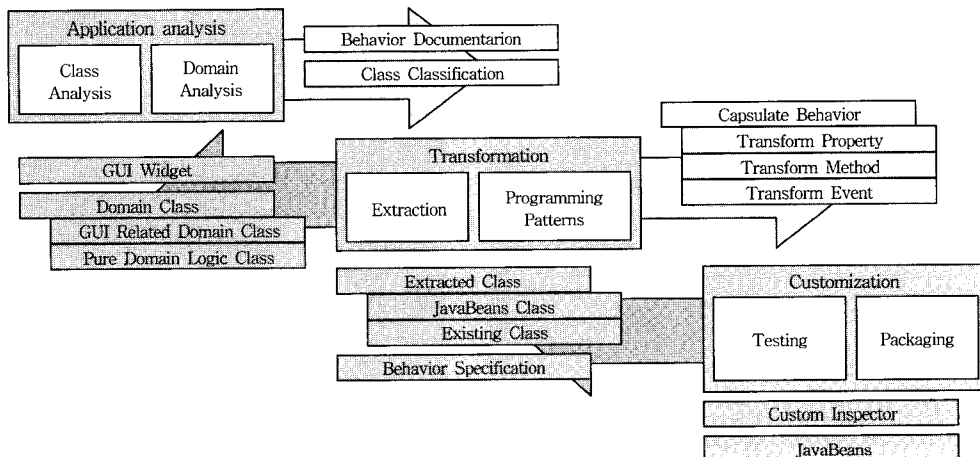 Application analysis
Class
Analysis
Domain
Analysis
Behavior Documentarion
Class Classification
GUI Widget
Domain Class
GUI Related Domain Class
Pure Domain Logic Class
Transformation
Extraction
Programming
Patterns
Capsulate Behavior
Transform Property
Transform Method
Transform Event
Extracted Class
JavaBeans Class
Existing Class
Behavior Specification
Customization
Testing
Packaging
Custom Inspector
JavaBeans